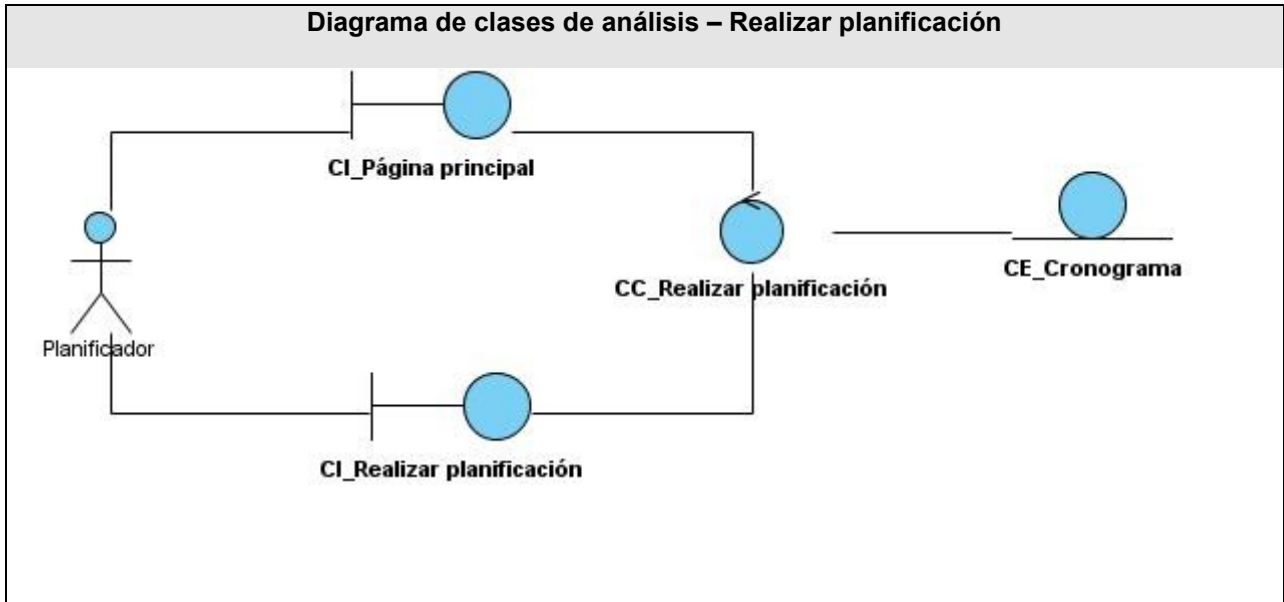 Diagrama de clases de análisis – Realizar planificación
CI_Página principal
CE_Cronograma
CC_Realizar planificación
Planificador
CI_Realizar planificación